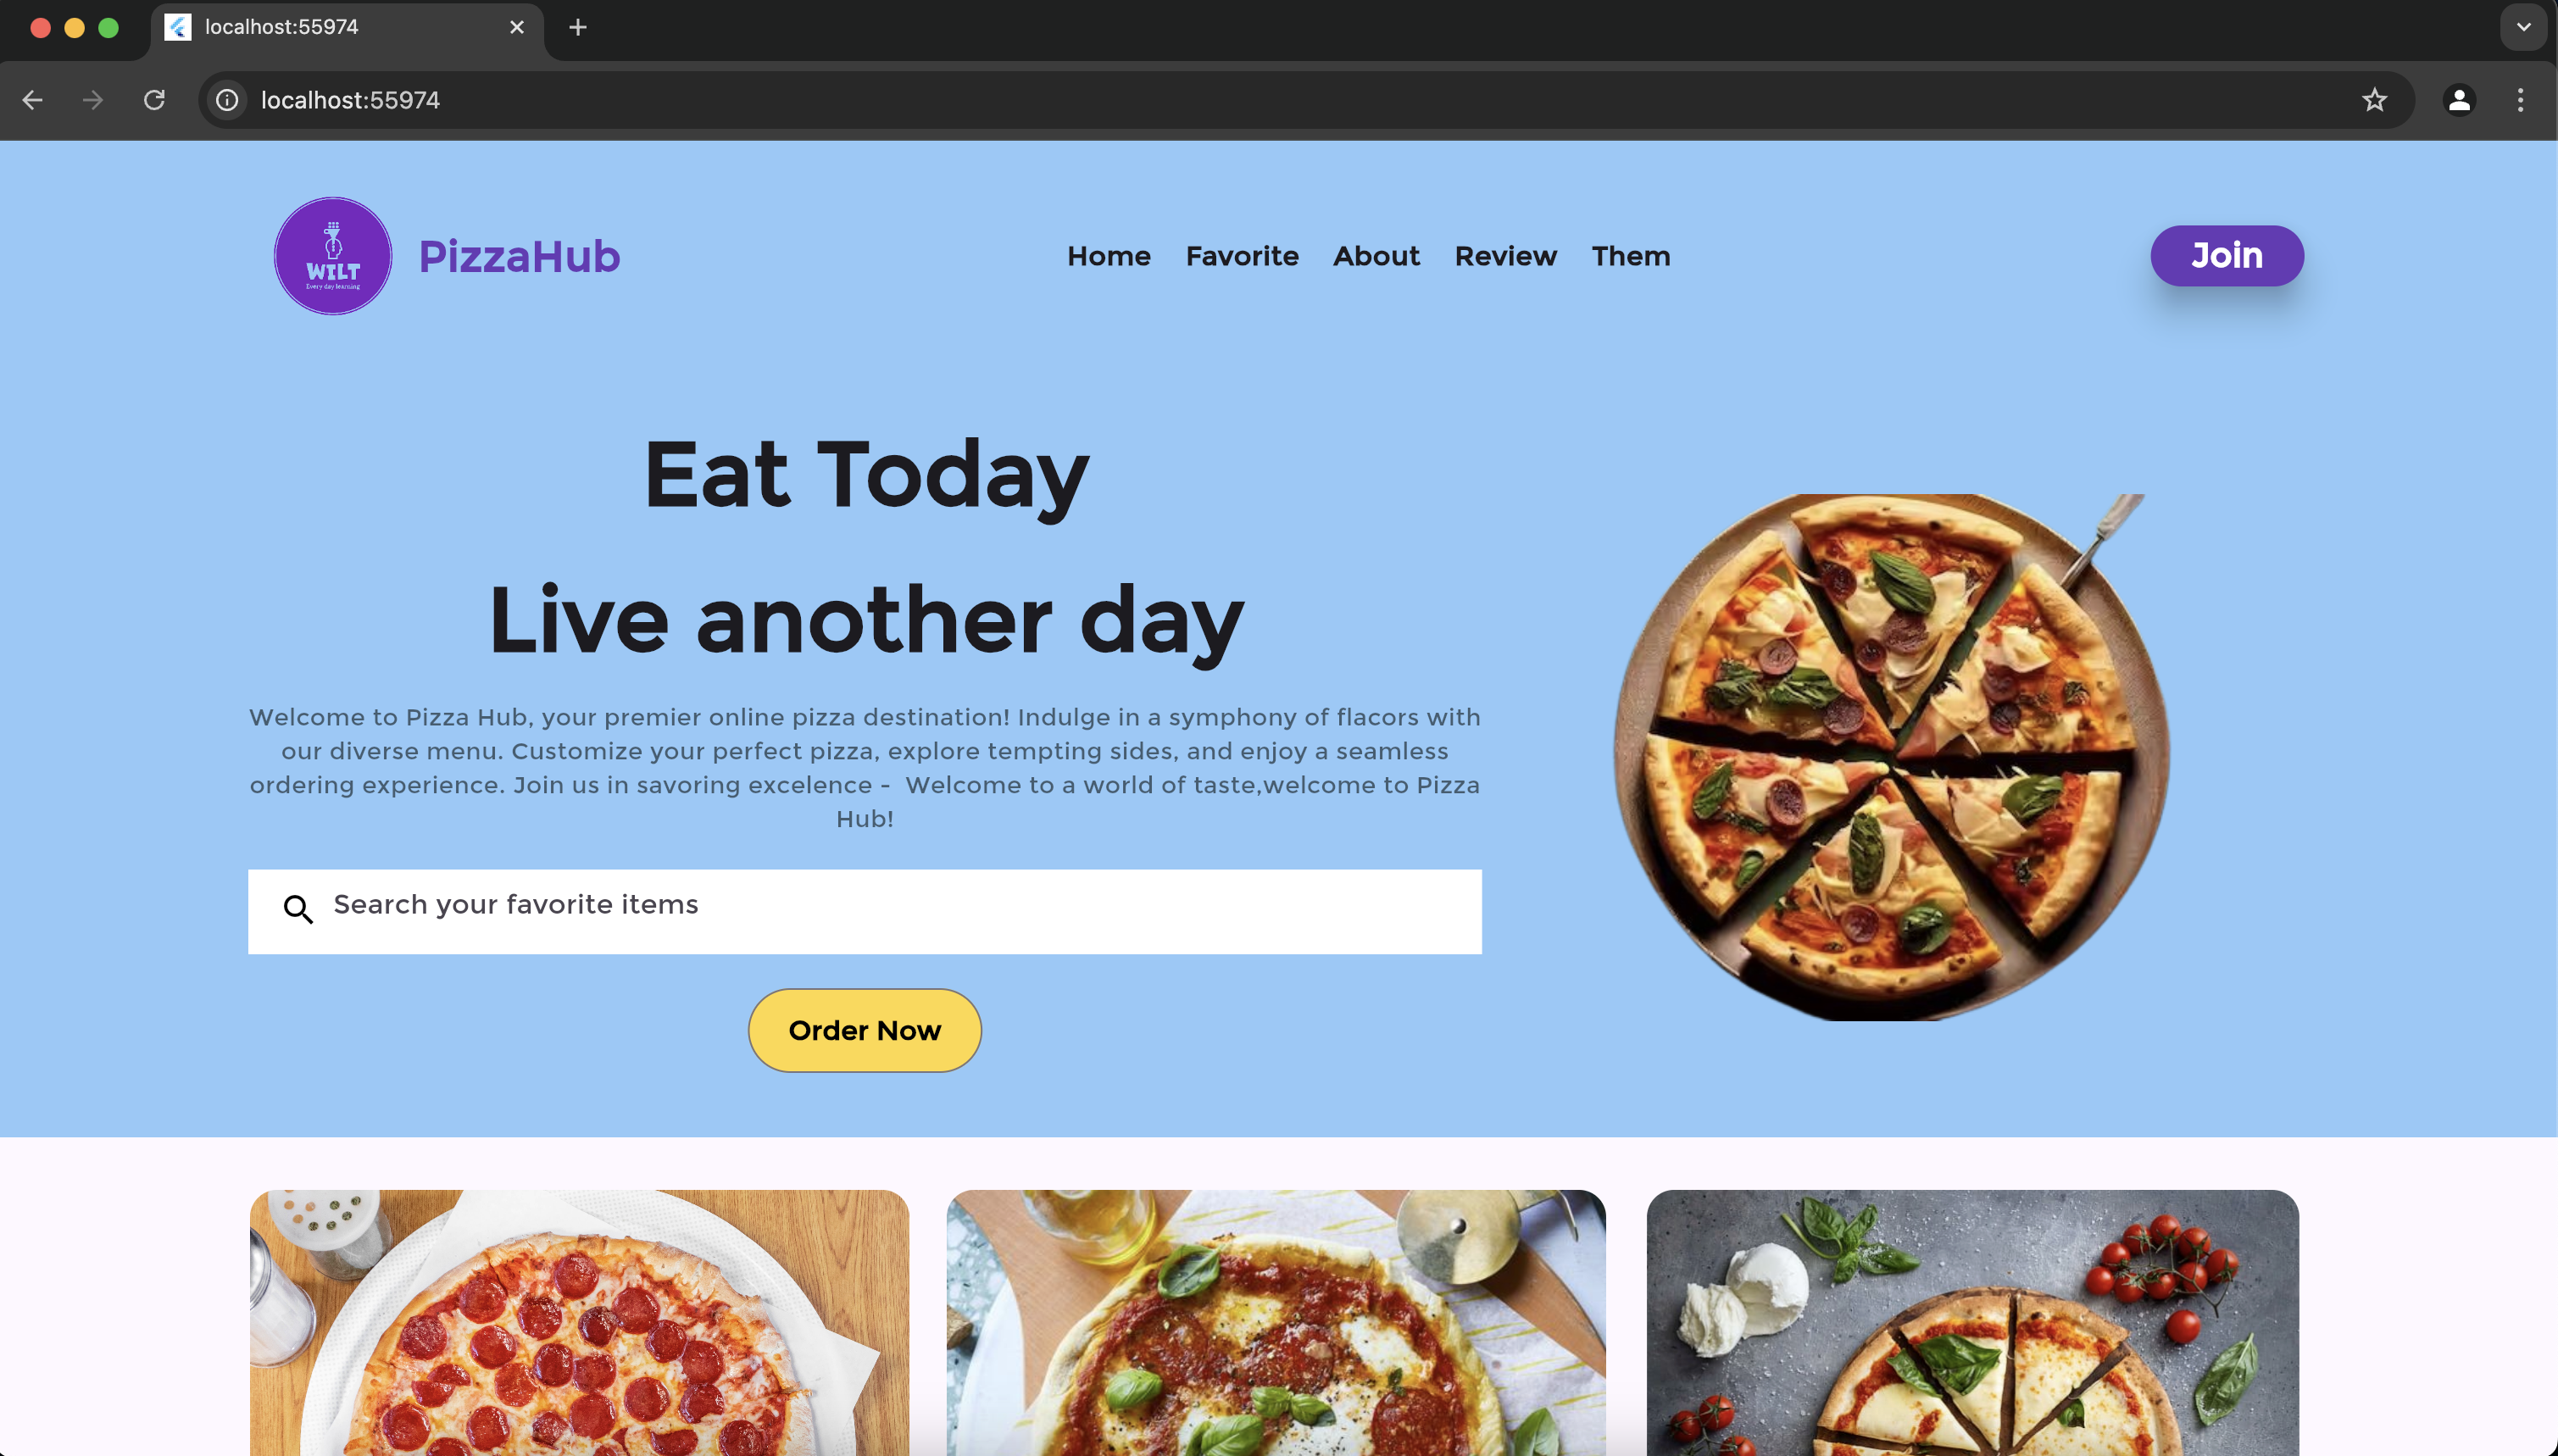 localhost:55974
localhost:55974
WILT
Every day learning
PizzaHub
Home Favorite About Review Them
Join
Eat Today
Live another day
Welcome to Pizza Hub, your premier online pizza destination! Indulge in a symphony of flacors with
our diverse menu. Customize your perfect pizza, explore tempting sides, and enjoy a seamless
ordering experience. Join us in savoring excelence - Welcome to a world of taste,welcome to Pizza
Hub!
Search your favorite items
Order Now